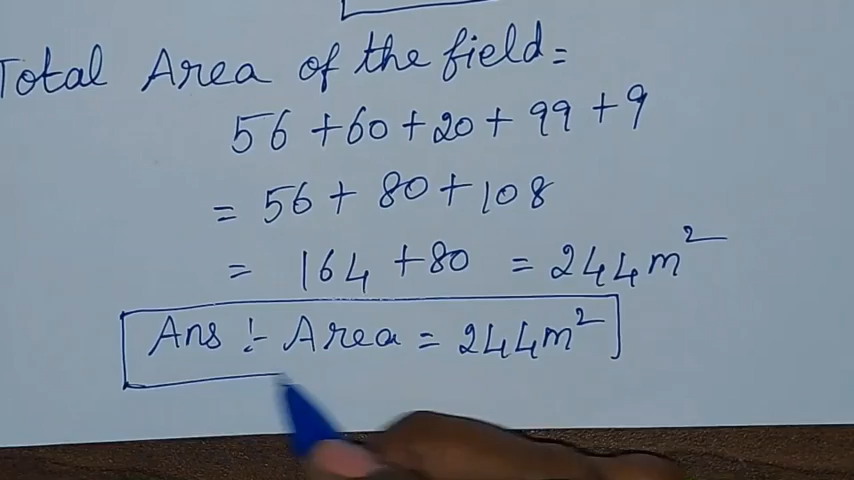 Total Area of the field =
56 + 60 + 20 + 99 + 9
= 56 + 80 + 108
= 164 + 80 = 244 m²
Ans :- Area = 244 m²